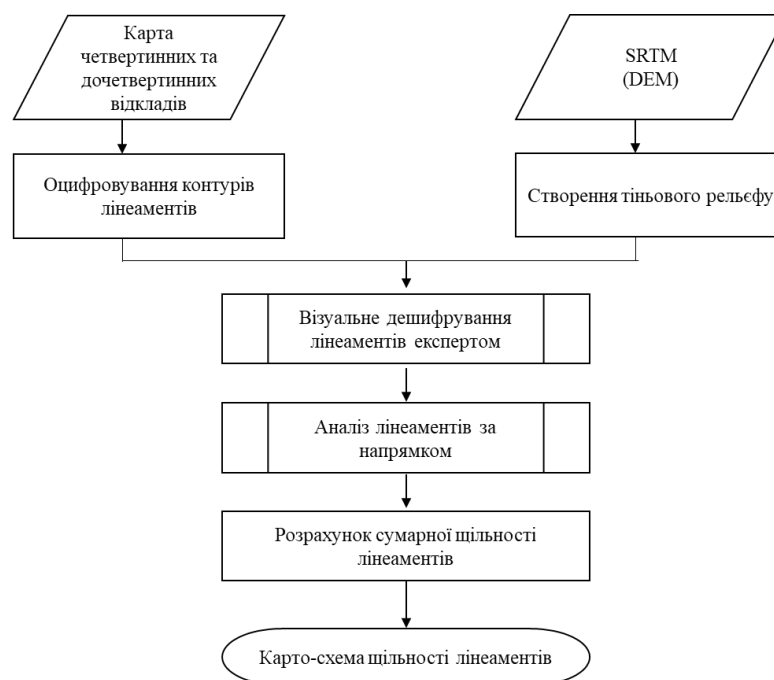 Карта
четвертинних та
дочетвертинних
відкладів
SRTM
(DEM)
Оцифровування контурів
лінеаментів
Створення тіньового рельєфу
Візуальне дешифрування
лінеаментів експертом
Аналіз лінеаментів за
напрямком
Розрахунок сумарної щільності
лінеаментів
Карто-схема щільності лінеаментів